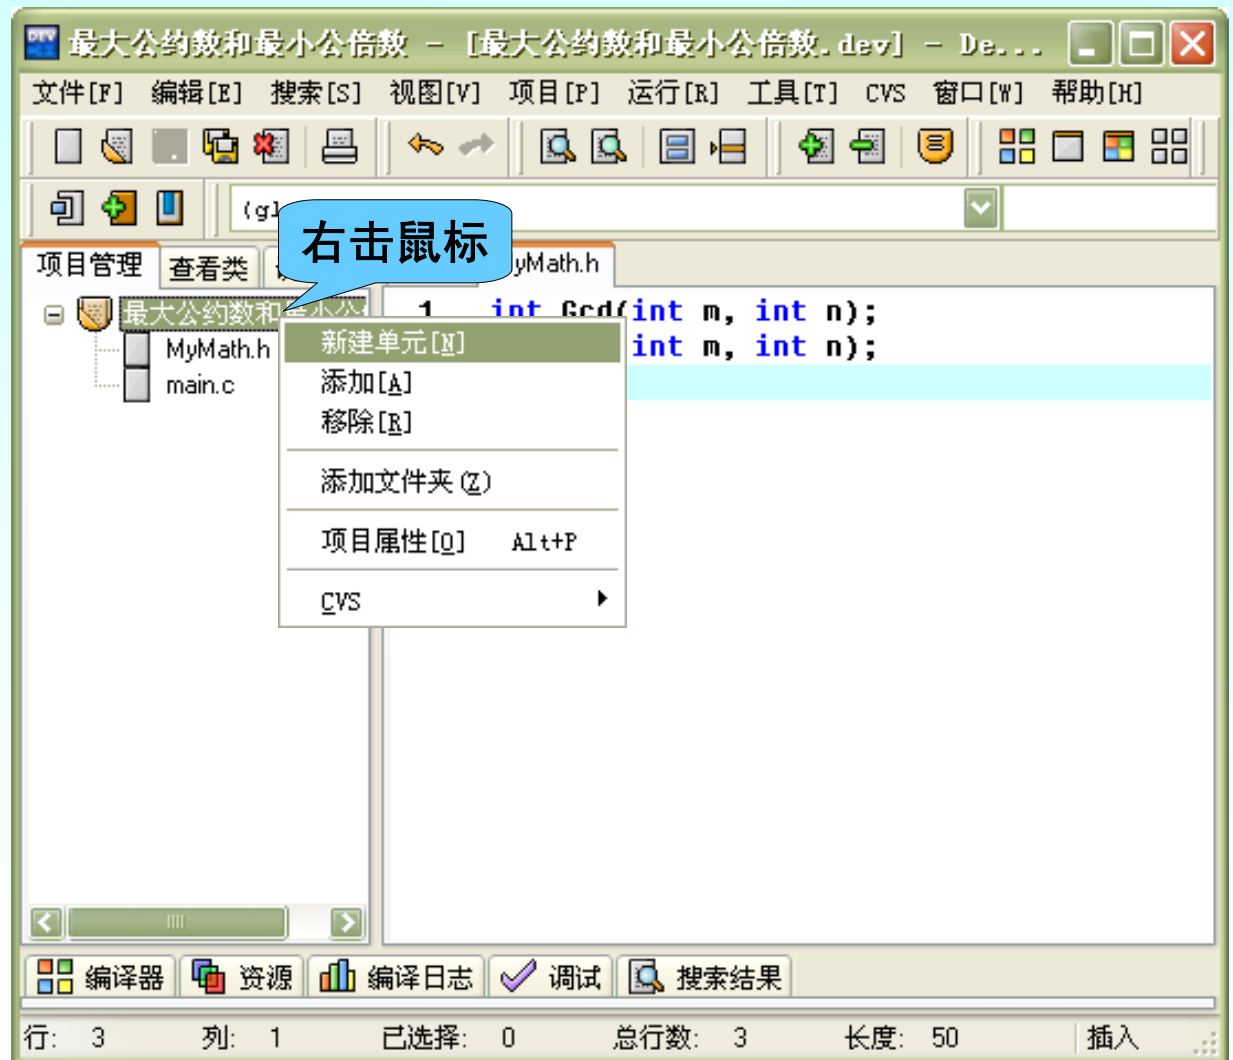 最大公约数和最小公倍数 - [最大公约数和最小公倍数.dev] - De...
文件[F] 编辑[E] 搜索[S] 视图[V] 项目[P] 运行[R] 工具[T] CVS 窗口[W] 帮助[H]
(gl
右击鼠标
项目管理 查看类 yMath.h
最大公约数和最小公
1 int Gcd(int m, int n);
MyMath.h
int m, int n);
main.c
新建单元[N]
添加[A]
移除[R]
添加文件夹(Z)
项目属性[O] Alt+P
CVS
编译器 资源 编译日志 调试 搜索结果
行: 3 列: 1 已选择: 0 总行数: 3 长度: 50 插入